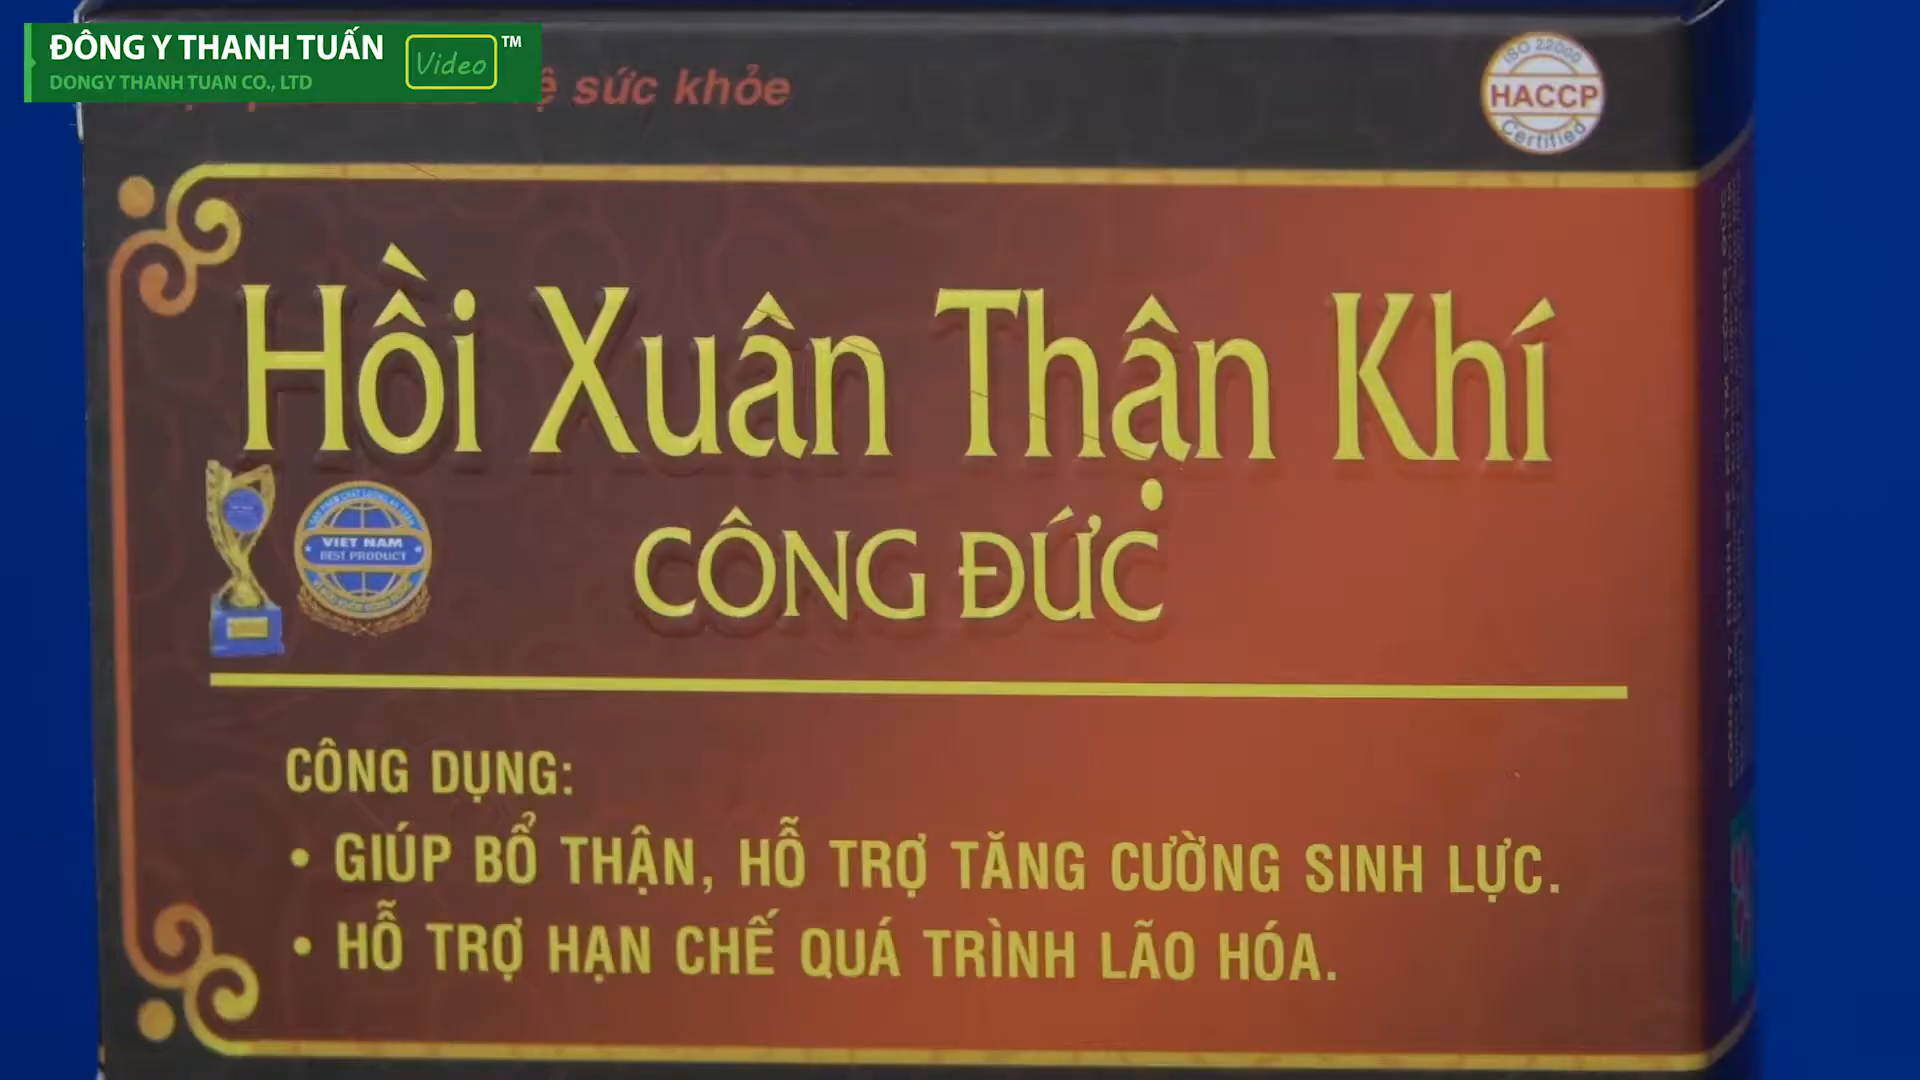 ĐÔNG Y THANH TUẤN
Video
TM
DONGY THANH TUAN CO., LTD
sức khỏe
ISO 22000
HACCP
Certified
Hồi Xuân Thận Khí
CÔNG ĐỨC
VIET NAM
BEST PRODUCT
CÔNG DỤNG:
• GIÚP BỔ THẬN, HỖ TRỢ TĂNG CƯỜNG SINH LỰC.
• HỖ TRỢ HẠN CHẾ QUÁ TRÌNH LÃO HÓA.